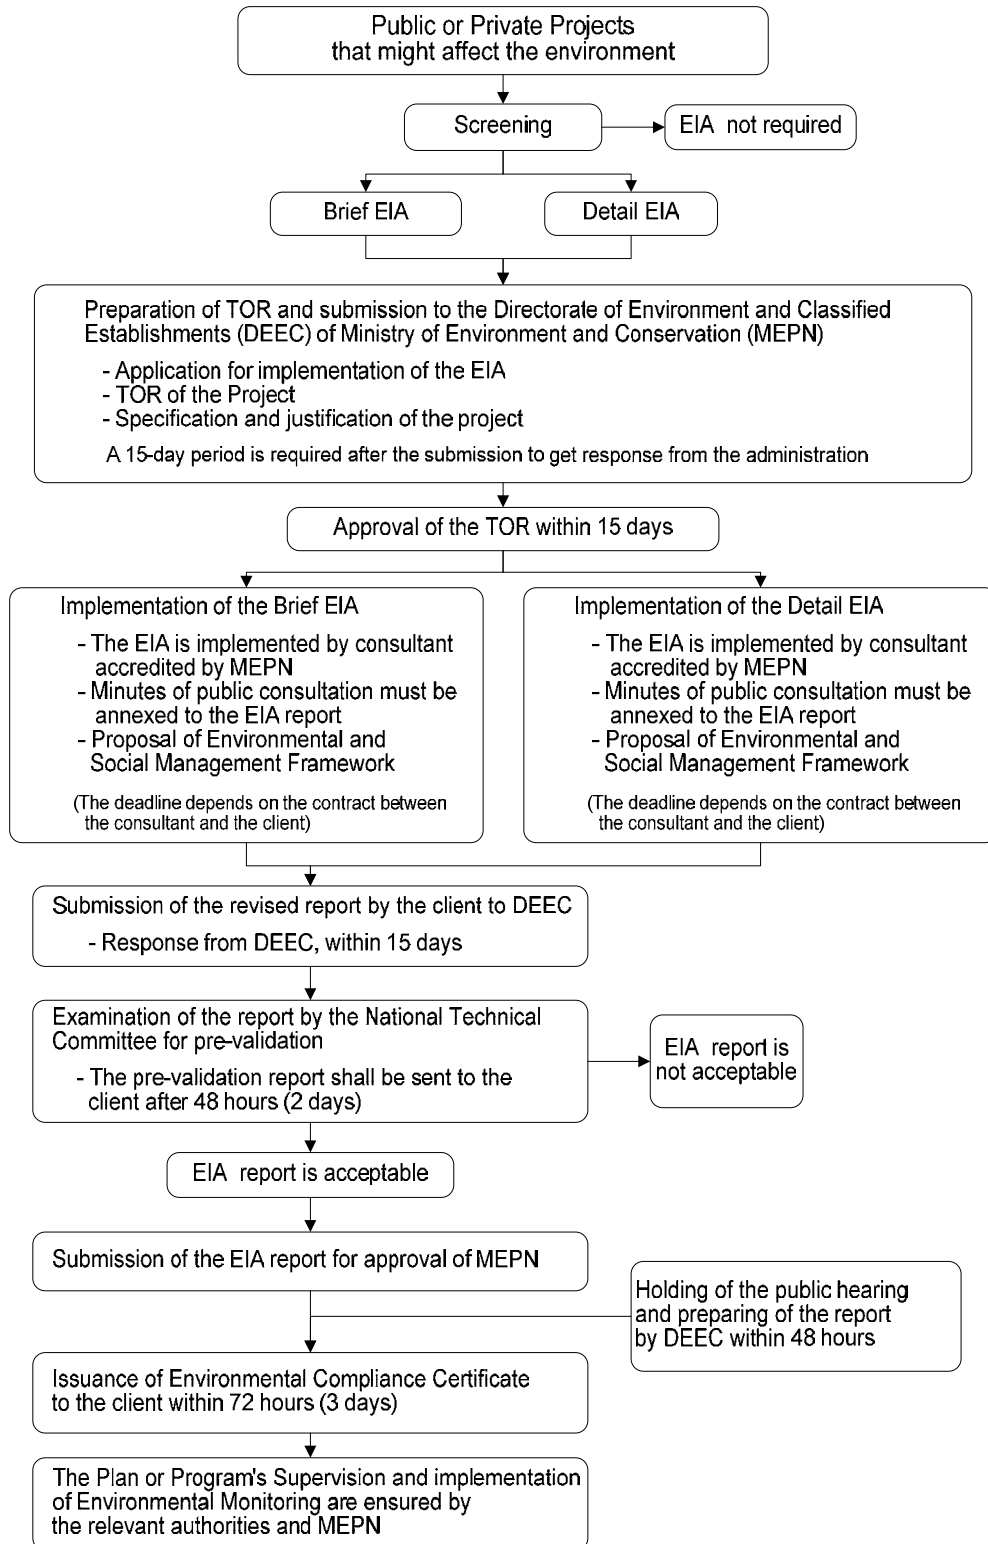 Public or Private Projects
that might affect the environment
Screening
EIA not required
Brief EIA
Detail EIA
Preparation of TOR and submission to the Directorate of Environment and Classified
Establishments (DEEC) of Ministry of Environment and Conservation (MEPN)
- Application for implementation of the EIA
- TOR of the Project
- Specification and justification of the project
A 15-day period is required after the submission to get response from the administration
Approval of the TOR within 15 days
Implementation of the Brief EIA
- The EIA is implemented by consultant
accredited by MEPN
- Minutes of public consultation must be
annexed to the EIA report
- Proposal of Environmental and
Social Management Framework
(The deadline depends on the contract between
the consultant and the client)
Implementation of the Detail EIA
- The EIA is implemented by consultant
accredited by MEPN
- Minutes of public consultation must be
annexed to the EIA report
- Proposal of Environmental and
Social Management Framework
(The deadline depends on the contract between
the consultant and the client)
Submission of the revised report by the client to DEEC
- Response from DEEC, within 15 days
Examination of the report by the National Technical
Committee for pre-validation
- The pre-validation report shall be sent to the
client after 48 hours (2 days)
EIA report is
not acceptable
EIA report is acceptable
Submission of the EIA report for approval of MEPN
Holding of the public hearing
and preparing of the report
by DEEC within 48 hours
Issuance of Environmental Compliance Certificate
to the client within 72 hours (3 days)
The Plan or Program's Supervision and implementation
of Environmental Monitoring are ensured by
the relevant authorities and MEPN